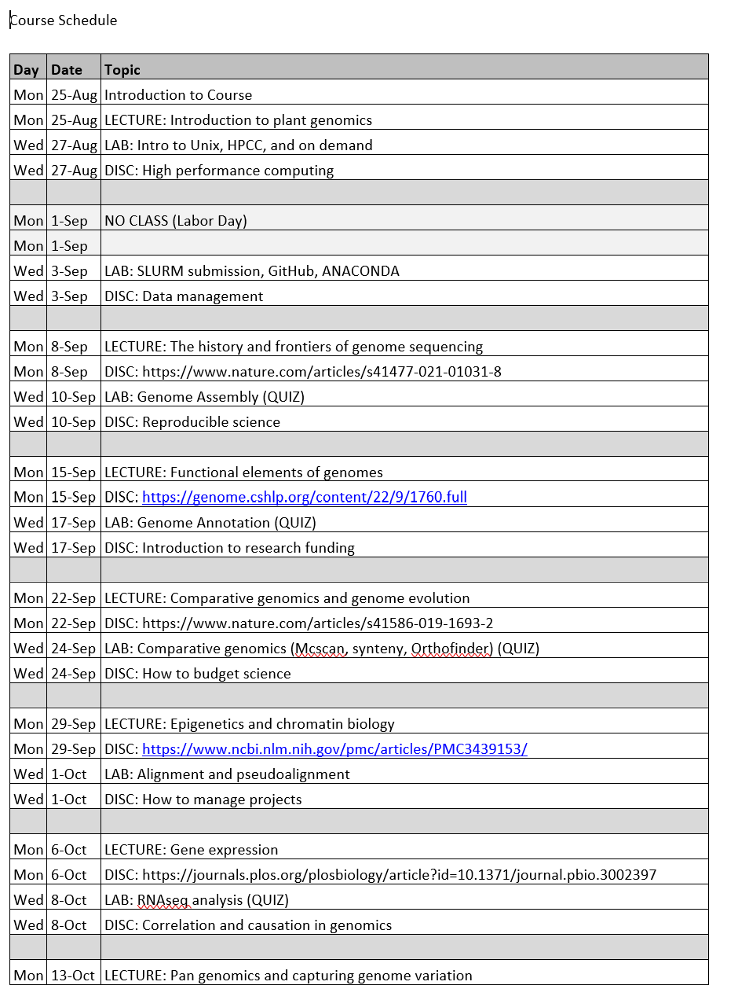 Course Schedule
Day Date Topic
Mon 25-Aug Introduction to Course
Mon 25-Aug LECTURE: Introduction to plant genomics
Wed 27-Aug LAB: Intro to Unix, HPCC, and on demand
Wed 27-Aug DISC: High performance computing
Mon 1-Sep NO CLASS (Labor Day)
Mon 1-Sep
Wed 3-Sep LAB: SLURM submission, GitHub, ANACONDA
Wed 3-Sep DISC: Data management
Mon 8-Sep LECTURE: The history and frontiers of genome sequencing
Mon 8-Sep DISC: https://www.nature.com/articles/s41477-021-01031-8
Wed 10-Sep LAB: Genome Assembly (QUIZ)
Wed 10-Sep DISC: Reproducible science
Mon 15-Sep LECTURE: Functional elements of genomes
Mon 15-Sep DISC: https://genome.cshlp.org/content/22/9/1760.full
Wed 17-Sep LAB: Genome Annotation (QUIZ)
Wed 17-Sep DISC: Introduction to research funding
Mon 22-Sep LECTURE: Comparative genomics and genome evolution
Mon 22-Sep DISC: https://www.nature.com/articles/s41586-019-1693-2
Wed 24-Sep LAB: Comparative genomics (Mcscan, synteny, Orthofinder) (QUIZ)
Wed 24-Sep DISC: How to budget science
Mon 29-Sep LECTURE: Epigenetics and chromatin biology
Mon 29-Sep DISC: https://www.ncbi.nlm.nih.gov/pmc/articles/PMC3439153/
Wed 1-Oct LAB: Alignment and pseudoalignment
Wed 1-Oct DISC: How to manage projects
Mon 6-Oct LECTURE: Gene expression
Mon 6-Oct DISC: https://journals.plos.org/plosbiology/article?id=10.1371/journal.pbio.3002397
Wed 8-Oct LAB: RNAseq analysis (QUIZ)
Wed 8-Oct DISC: Correlation and causation in genomics
Mon 13-Oct LECTURE: Pan genomics and capturing genome variation